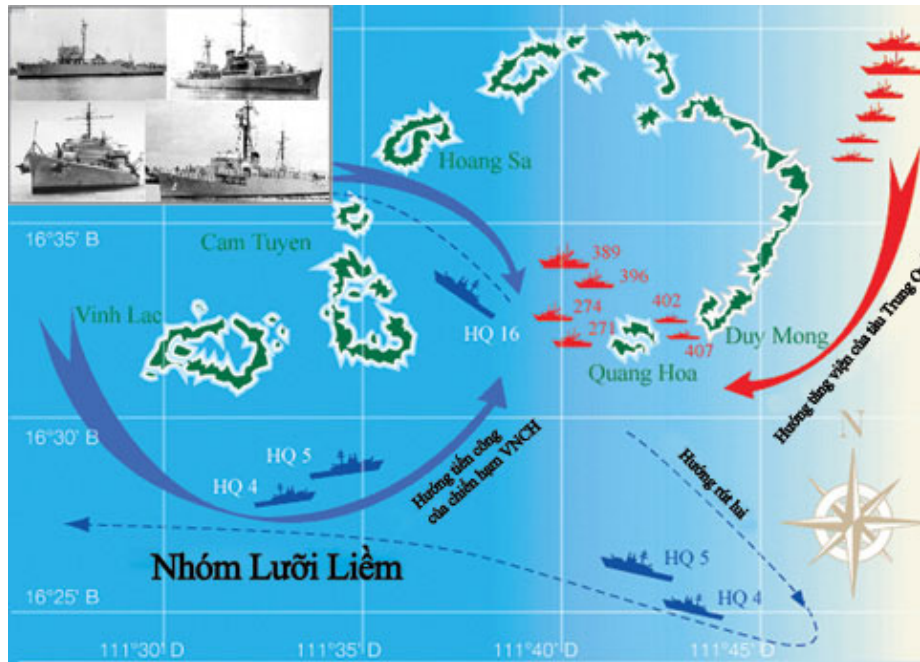 Hoang Sa
16°35' B
Cam Tuyen
389
396
Vinh Lac
274
402
HQ 16
271
407
Duy Mong
Quang Hoa
Hướng tăng viện của tàu Trung
16°30' B
N
HQ 5
HQ 4
Hướng tiến công
của chiến hạm VNCH
Hướng rút lui
Nhóm Lưỡi Liềm
HQ 5
HQ 4
16°25' B
111°30' D
111°35' D
111°40' D
111°45' D